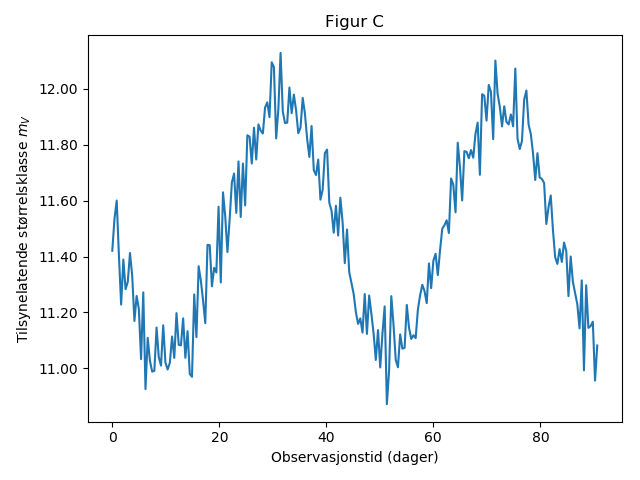 Figur C
Tilsynelatende størrelsklasse $m_V$
12.00
11.80
11.60
11.40
11.20
11.00
0 20 40 60 80
Observasjonstid (dager)